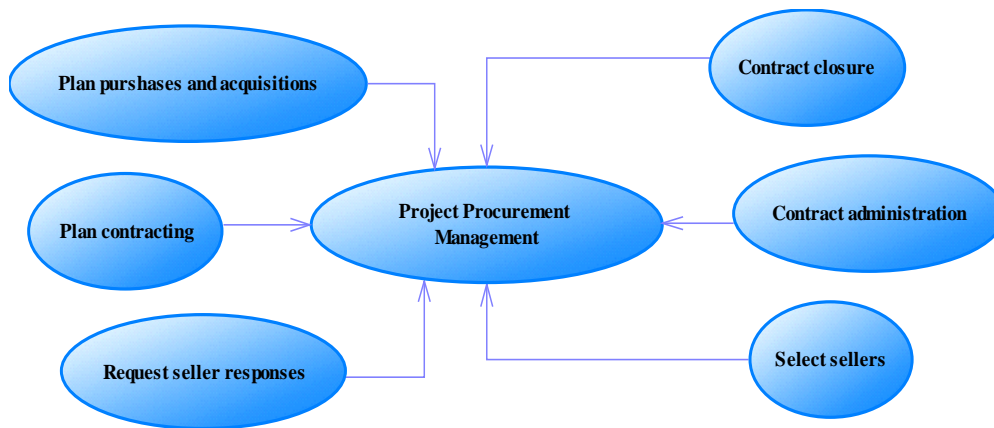 Plan purshases and acquisitions
Contract closure
Project Procurement
Management
Contract administration
Plan contracting
Request seller responses
Select sellers